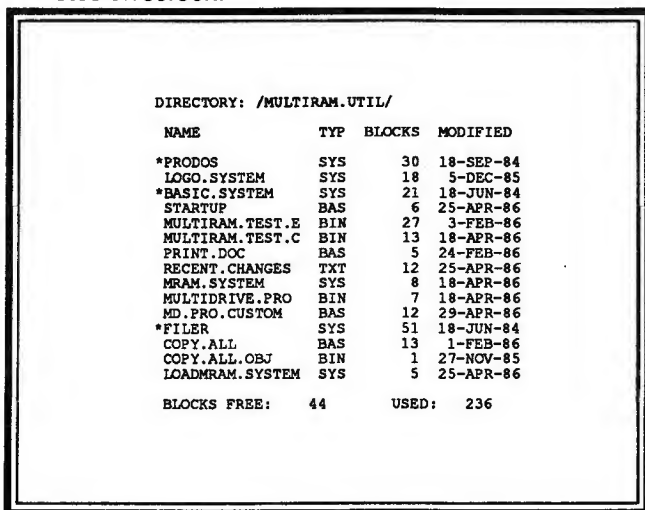 DIRECTORY: /MULTIRAM.UTIL/
NAME TYP BLOCKS MODIFIED
*PRODOS SYS 30 18-SEP-84
LOGO.SYSTEM SYS 18 5-DEC-85
*BASIC.SYSTEM SYS 21 18-JUN-84
STARTUP BAS 6 25-APR-86
MULTIRAM.TEST.E BIN 27 3-FEB-86
MULTIRAM.TEST.C BIN 13 18-APR-86
PRINT.DOC BAS 5 24-FEB-86
RECENT.CHANGES TXT 12 25-APR-86
MRAM.SYSTEM SYS 8 18-APR-86
MULTIDRIVE.PRO BIN 7 18-APR-86
MD.PRO.CUSTOM BAS 12 29-APR-86
*FILER SYS 51 18-JUN-84
COPY.ALL BAS 13 1-FEB-86
COPY.ALL.OBJ BIN 1 27-NOV-85
LOADMRAM.SYSTEM SYS 5 25-APR-86
BLOCKS FREE: 44 USED: 236